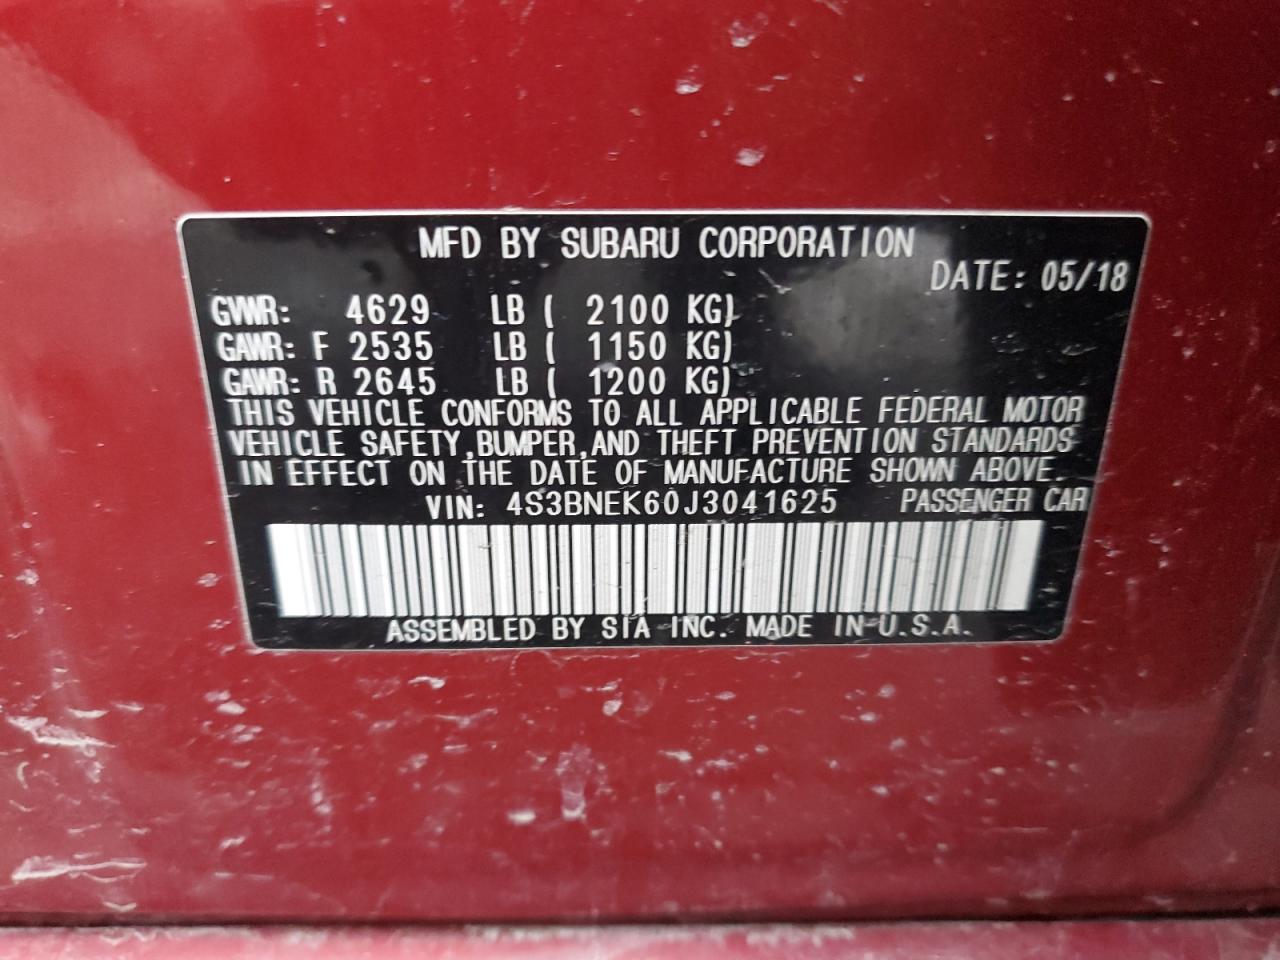 MFD BY SUBARU CORPORATION
DATE: 05/18
GVWR: 4629 LB ( 2100 KG)
GAWR: F 2535 LB ( 1150 KG)
GAWR: R 2645 LB ( 1200 KG)
THIS VEHICLE CONFORMS TO ALL APPLICABLE FEDERAL MOTOR
VEHICLE SAFETY,BUMPER,AND THEFT PREVENTION STANDARDS
IN EFFECT ON THE DATE OF MANUFACTURE SHOWN ABOVE.
VIN: 4S3BNEK60J3041625 PASSENGER CAR
ASSEMBLED BY SIA INC. MADE IN U.S.A.